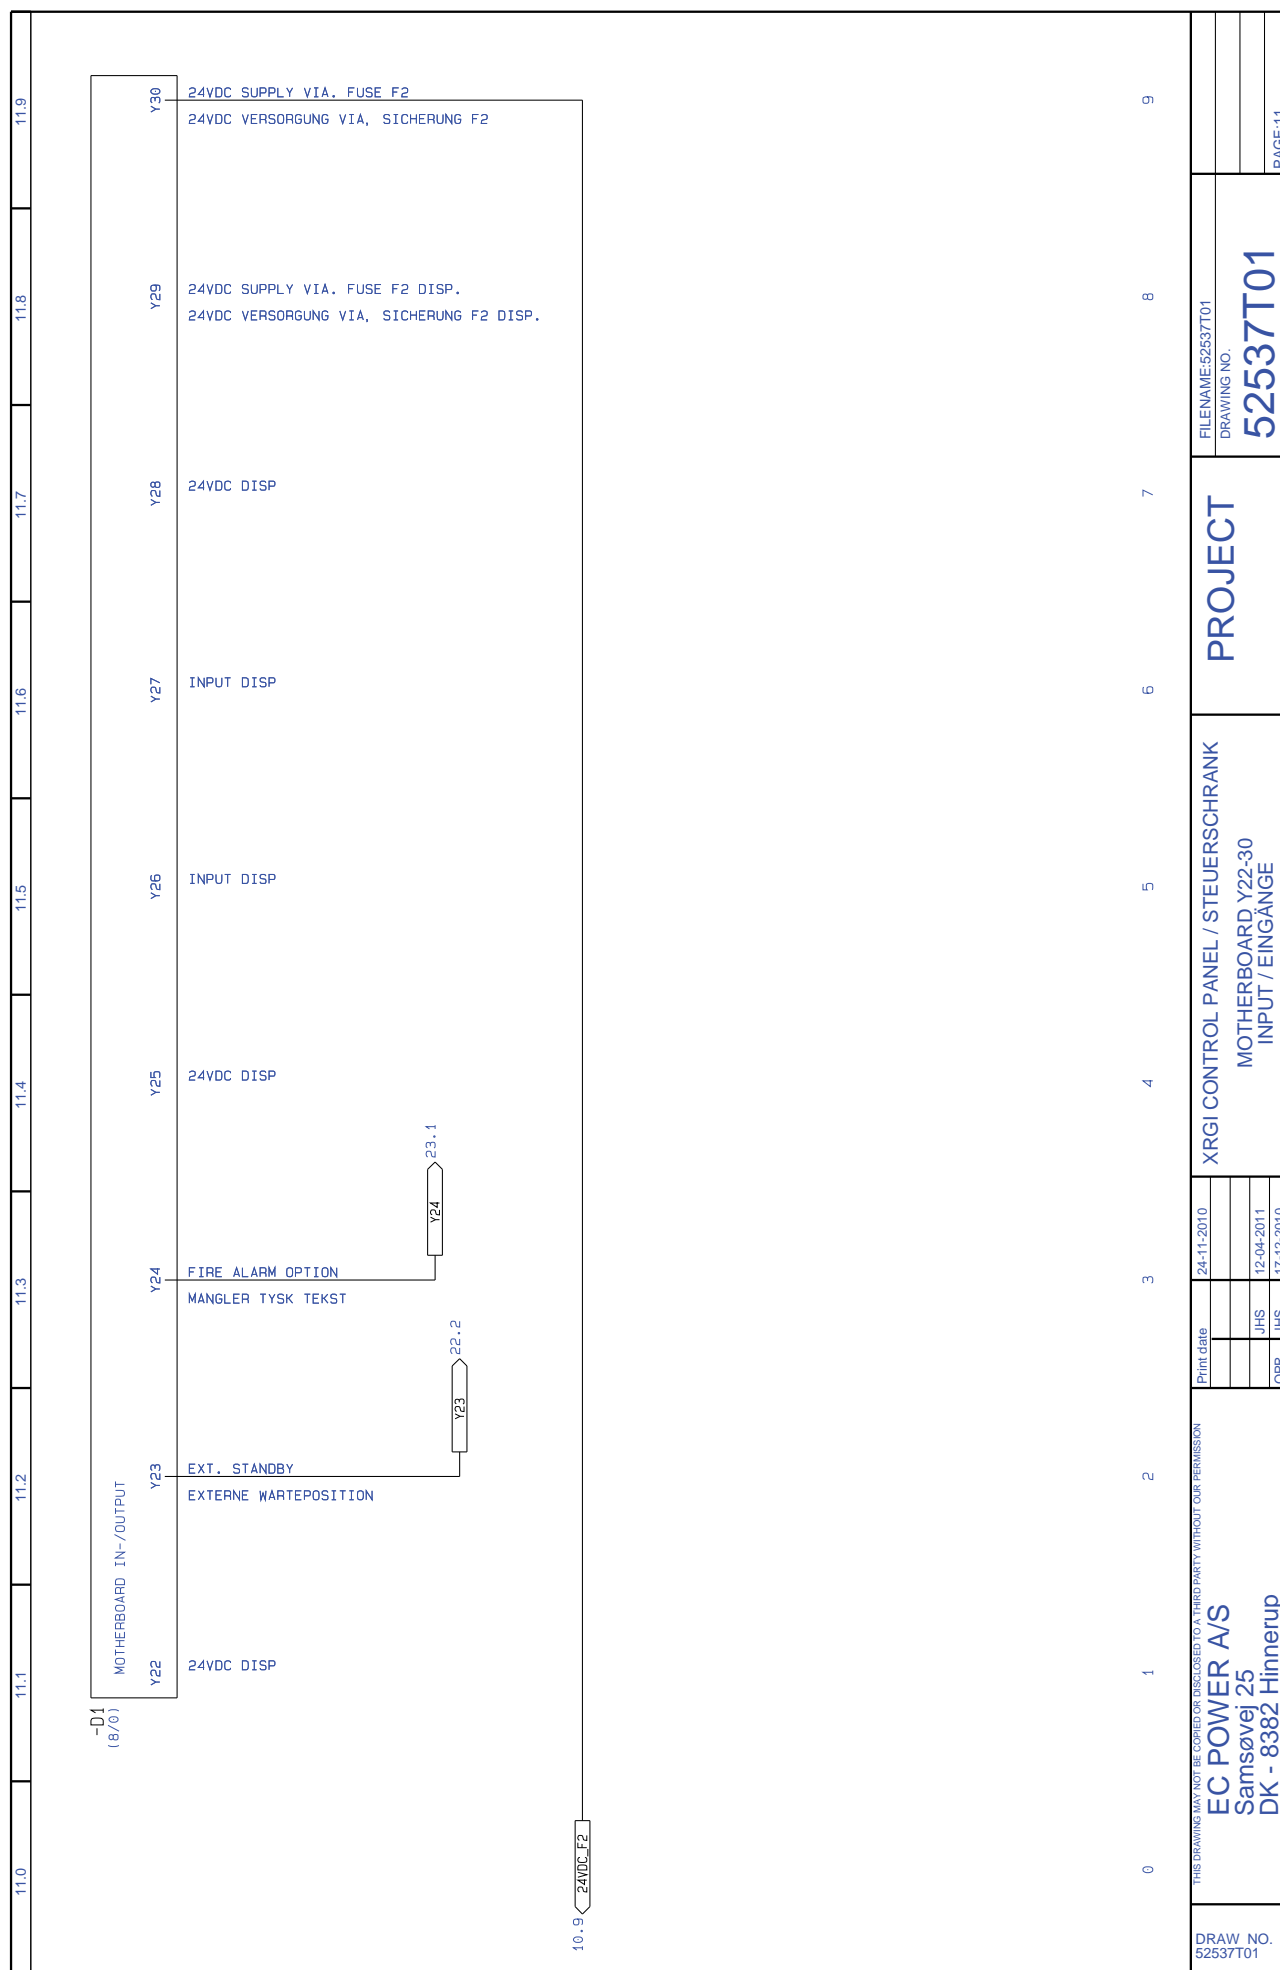 11.0
11.1
11.2
11.3
11.4
11.5
11.6
11.7
11.8
11.9
-D1
(8/0)
MOTHERBOARD IN-/OUTPUT
Y22
24VDC DISP
Y23
EXT. STANDBY
EXTERNE WARTEPOSITION
Y23
22.2
Y24
FIRE ALARM OPTION
MANGLER TYSK TEKST
Y24
23.1
Y25
24VDC DISP
Y26
INPUT DISP
Y27
INPUT DISP
Y28
24VDC DISP
Y29
24VDC SUPPLY VIA. FUSE F2 DISP.
24VDC VERSORGUNG VIA, SICHERUNG F2 DISP.
Y30
24VDC SUPPLY VIA. FUSE F2
24VDC VERSORGUNG VIA, SICHERUNG F2
10.9
24VDC_F2
0
1
2
3
4
5
6
7
8
9
DRAW NO.
52537T01
THIS DRAWING MAY NOT BE COPIED OR DISCLOSED TO A THIRD PARTY WITHOUT OUR PERMISSION
EC POWER A/S
Samsøvej 25
DK - 8382 Hinnerup
Print date
24-11-2010
JHS
12-04-2011
OPR
JHS
17-12-2010
XRGI CONTROL PANEL / STEUERSCHRANK
MOTHERBOARD Y22-30
INPUT / EINGÄNGE
PROJECT
FILENAME:52537T01
DRAWING NO.
52537T01
PAGE:11